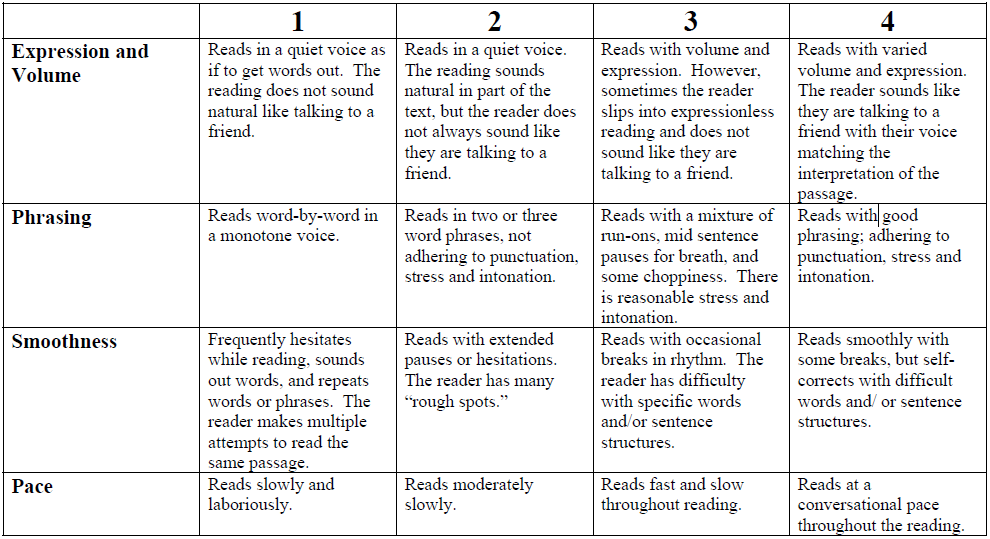 1 2 3 4
Expression and
Volume
Reads in a quiet voice as
if to get words out.  The
reading does not sound
natural like talking to a
friend.
Reads in a quiet voice.
The reading sounds
natural in part of the
text, but the reader does
not always sound like
they are talking to a
friend.
Reads with volume and
expression.  However,
sometimes the reader
slips into expressionless
reading and does not
sound like they are
talking to a friend.
Reads with varied
volume and expression.
The reader sounds like
they are talking to a
friend with their voice
matching the
interpretation of the
passage.
Phrasing
Reads word-by-word in
a monotone voice.
Reads in two or three
word phrases, not
adhering to punctuation,
stress and intonation.
Reads with a mixture of
run-ons, mid sentence
pauses for breath, and
some choppiness.  There
is reasonable stress and
intonation.
Reads with good
phrasing; adhering to
punctuation, stress and
intonation.
Smoothness
Frequently hesitates
while reading, sounds
out words, and repeats
words or phrases.  The
reader makes multiple
attempts to read the
same passage.
Reads with extended
pauses or hesitations.
The reader has many
“rough spots.”
Reads with occasional
breaks in rhythm.  The
reader has difficulty
with specific words
and/or sentence
structures.
Reads smoothly with
some breaks, but self-
corrects with difficult
words and/ or sentence
structures.
Pace
Reads slowly and
laboriously.
Reads moderately
slowly.
Reads fast and slow
throughout reading.
Reads at a
conversational pace
throughout the reading.